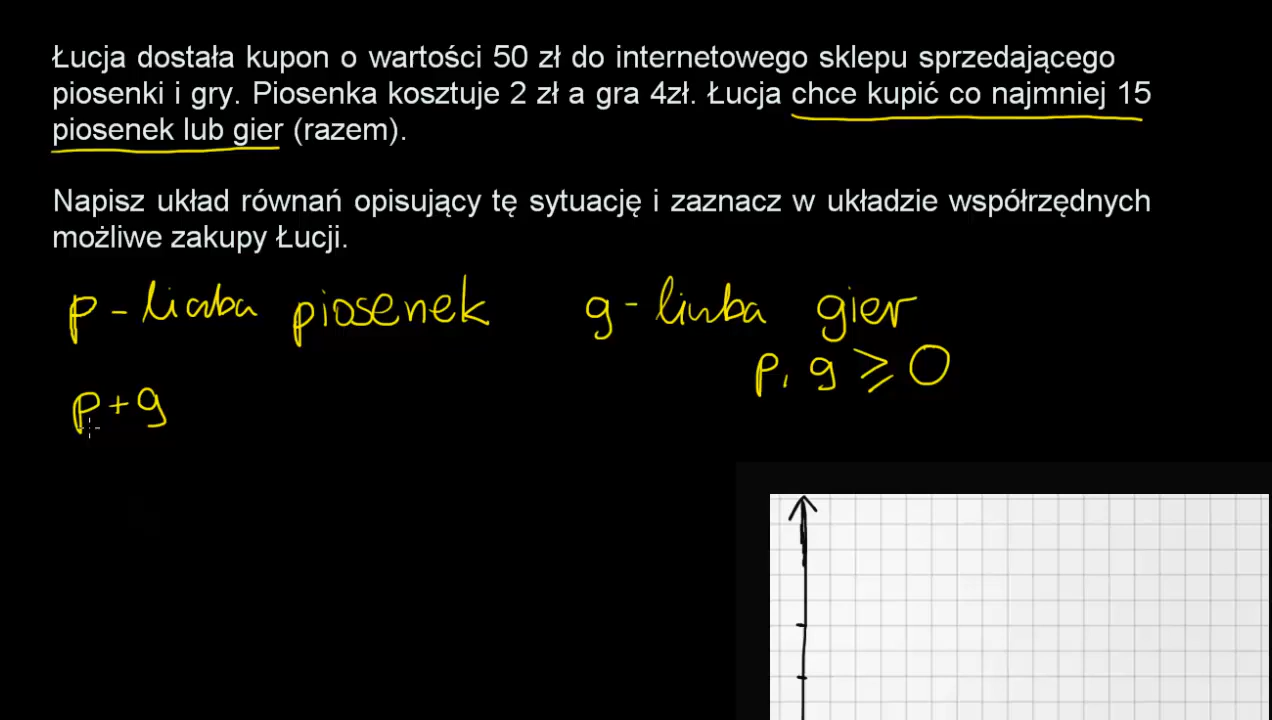 Łucja dostała kupon o wartości 50 zł do internetowego sklepu sprzedającego
piosenki i gry. Piosenka kosztuje 2 zł a gra 4zł. Łucja chce kupić co najmniej 15
piosenek lub gier (razem).
Napisz układ równań opisujący tę sytuację i zaznacz w układzie współrzędnych
możliwe zakupy Łucji.
p - liczba piosenek g - liczba gier
p, g ⩾ 0
p + g